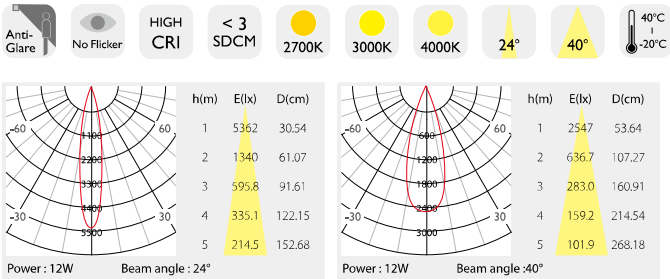 Anti-
Glare
No Flicker
HIGH
CRI
< 3
SDCM
2700K
3000K
4000K
24°
40°
40°C
-20°C
h(m) E(lx) D(cm)
1 5362 30.54
2 1340 61.07
3 595.8 91.61
4 335.1 122.15
5 214.5 152.68
-60 60
-30 30
1100
2200
3300
4400
5500
Power : 12W Beam angle : 24°
h(m) E(lx) D(cm)
1 2547 53.64
2 636.7 107.27
3 283.0 160.91
4 159.2 214.54
5 101.9 268.18
-60 60
-30 30
600
1200
1800
2400
3000
Power : 12W Beam angle :40°